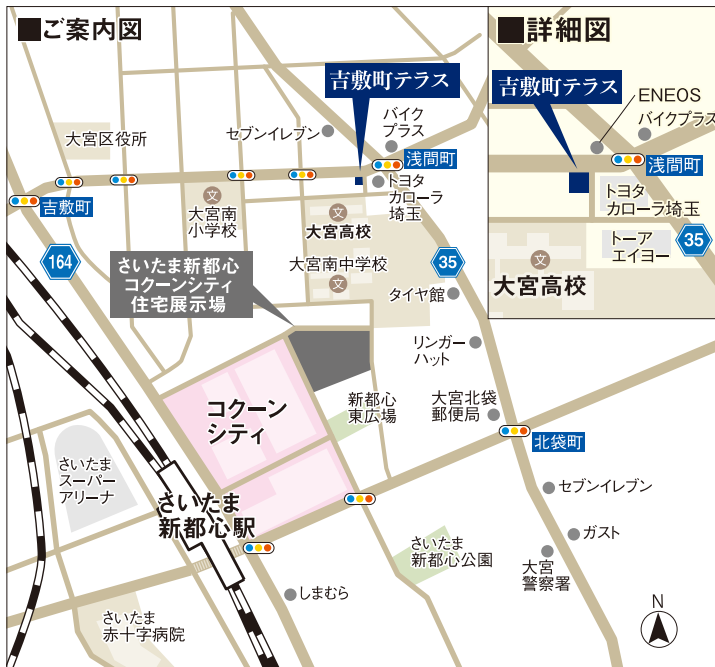 ■ご案内図
吉敷町テラス
大宮区役所
セブンイレブン
バイク
プラス
浅間町
トヨタ
カローラ
埼玉
吉敷町
文
大宮南
小学校
文
大宮高校
164
さいたま新都心
コクーンシティ
住宅展示場
大宮南中学校
文
35
タイヤ館
リンガー
ハット
コクーン
シティ
新都心
東広場
大宮北袋
郵便局
北袋町
さいたま
スーパー
アリーナ
さいたま
新都心駅
セブンイレブン
さいたま
新都心公園
ガスト
大宮
警察署
しまむら
さいたま
赤十字病院
N
■詳細図
吉敷町テラス
ENEOS
バイクプラス
浅間町
トヨタ
カローラ埼玉
トーア
エイヨー
35
文
大宮高校